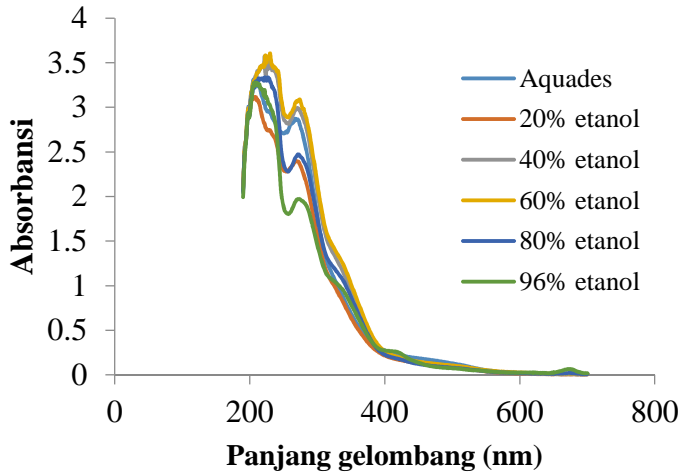 4
3.5
3
2.5
2
1.5
1
0.5
0
0
200
400
600
800
Absorbansi
Panjang gelombang (nm)
Aquades
20% etanol
40% etanol
60% etanol
80% etanol
96% etanol